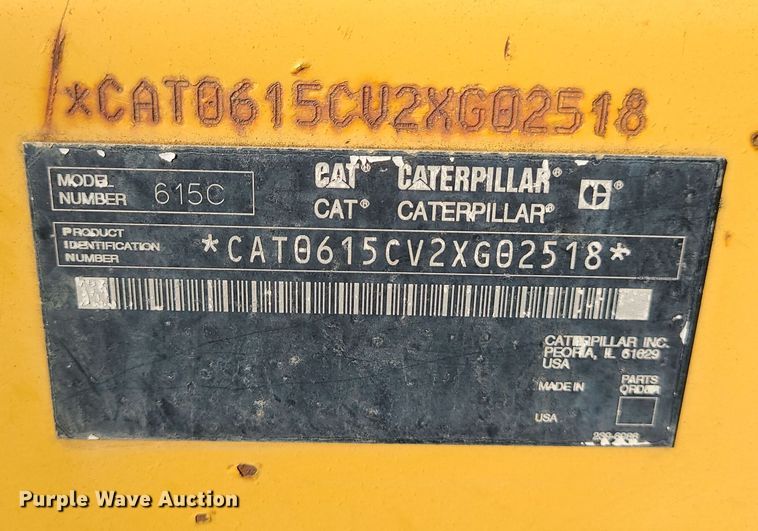 *CAT0615CV2XG02518
MODEL NUMBER 615C
CAT® CATERPILLAR®
CAT® CATERPILLAR®
PRODUCT IDENTIFICATION NUMBER *CAT0615CV2XG02518*
CATERPILLAR INC.
PEORIA, IL 61629
USA
MADE IN
USA
PARTS
ORDER
Purple Wave Auction